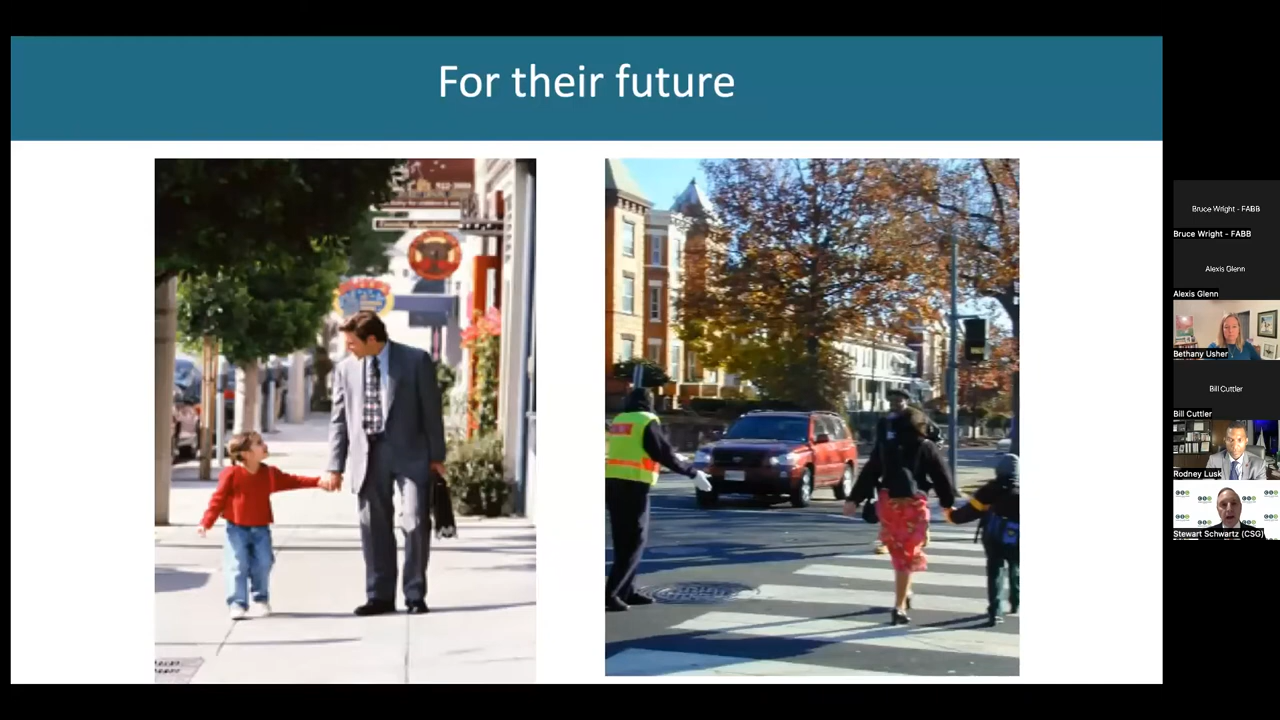 For their future
Bruce Wright - FABB
Bruce Wright - FABB
Alexis Glenn
Alexis Glenn
Bethany Usher
Bill Cuttler
Bill Cuttler
Rodney Lusk
Stewart Schwartz (CSG)